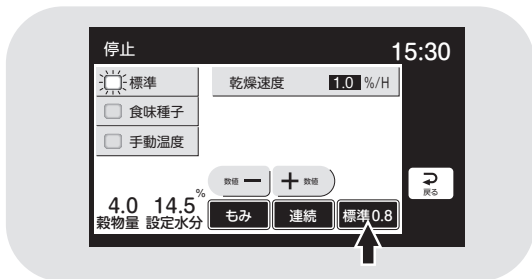 停止 15:30
標準 乾燥速度 1.0 %/H
食味種子
手動温度
数値 － ＋ 数値
戻る
4.0 14.5%
穀物量 設定水分 もみ 連続 標準0.8